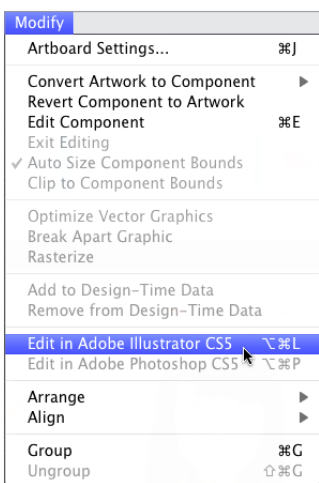 Modify
Artboard Settings... ⌘J
Convert Artwork to Component ▶
Revert Component to Artwork
Edit Component ⌘E
Exit Editing
✓ Auto Size Component Bounds
Clip to Component Bounds
Optimize Vector Graphics
Break Apart Graphic
Rasterize
Add to Design-Time Data
Remove from Design-Time Data
Edit in Adobe Illustrator CS5 ⌥⌘L
Edit in Adobe Photoshop CS5 ⌥⌘P
Arrange ▶
Align ▶
Group ⌘G
Ungroup ⇧⌘G